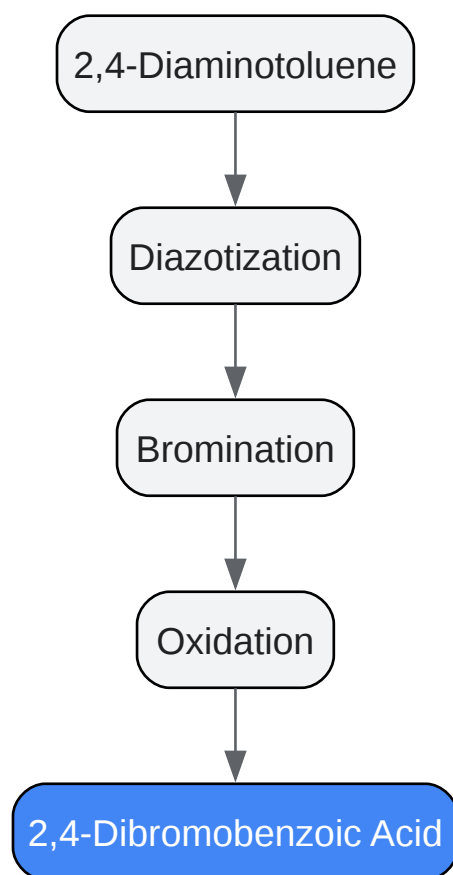 2,4-Diaminotoluene
Diazotization
Bromination
Oxidation
2,4-Dibromobenzoic Acid